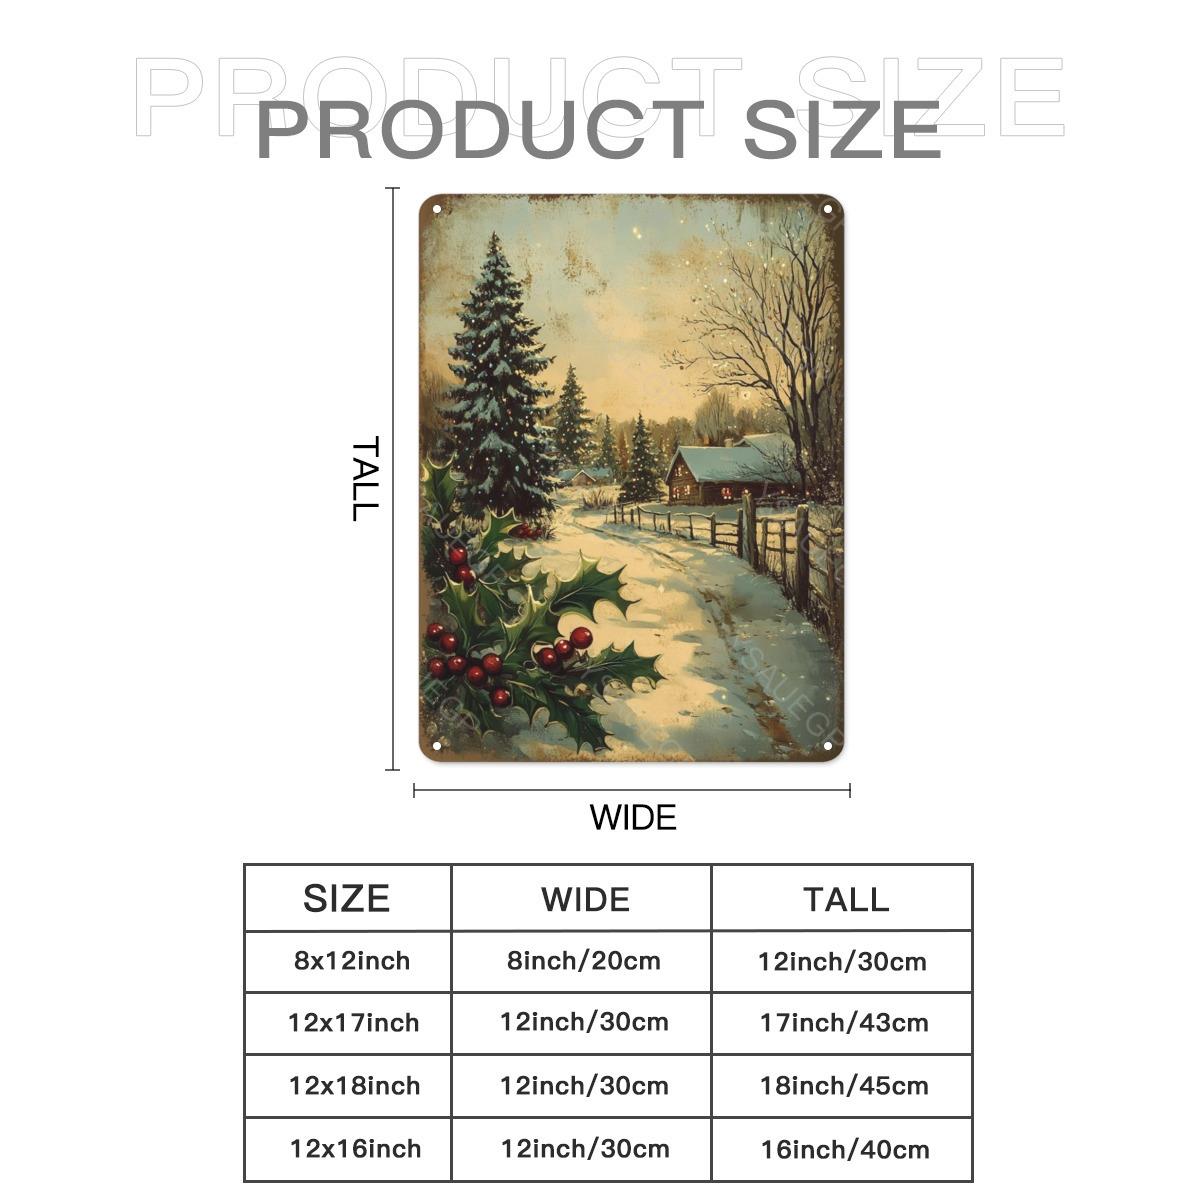 PRODUCT SIZE
PRODUCT SIZE
TALL
YSAUEGR
WIDE
SIZE WIDE TALL
8x12inch 8inch/20cm 12inch/30cm
12x17inch 12inch/30cm 17inch/43cm
12x18inch 12inch/30cm 18inch/45cm
12x16inch 12inch/30cm 16inch/40cm